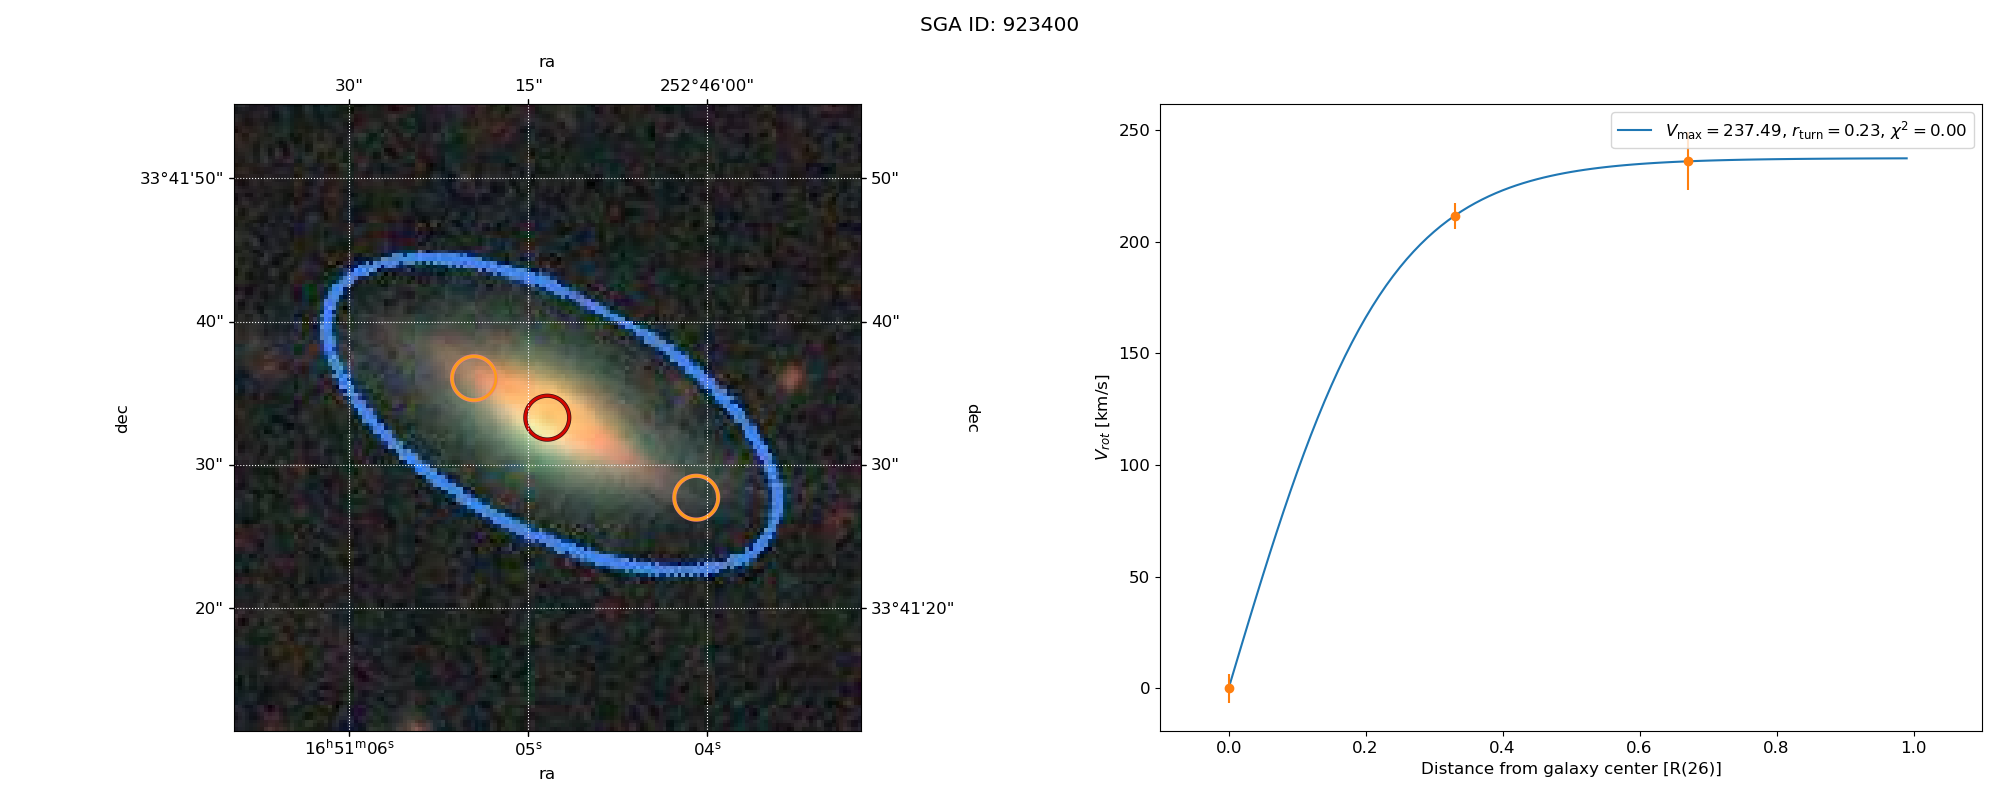 SGA ID: 923400
ra
30" 15" 252°46'00"
33°41'50"
40"
30"
20"
50"
40"
30"
33°41'20"
dec
dec
16ʰ51ᵐ06ˢ 05ˢ 04ˢ
ra
V_max = 237.49, r_turn = 0.23, χ² = 0.00
250
200
150
100
50
0
V_rot [km/s]
0.0 0.2 0.4 0.6 0.8 1.0
Distance from galaxy center [R(26)]